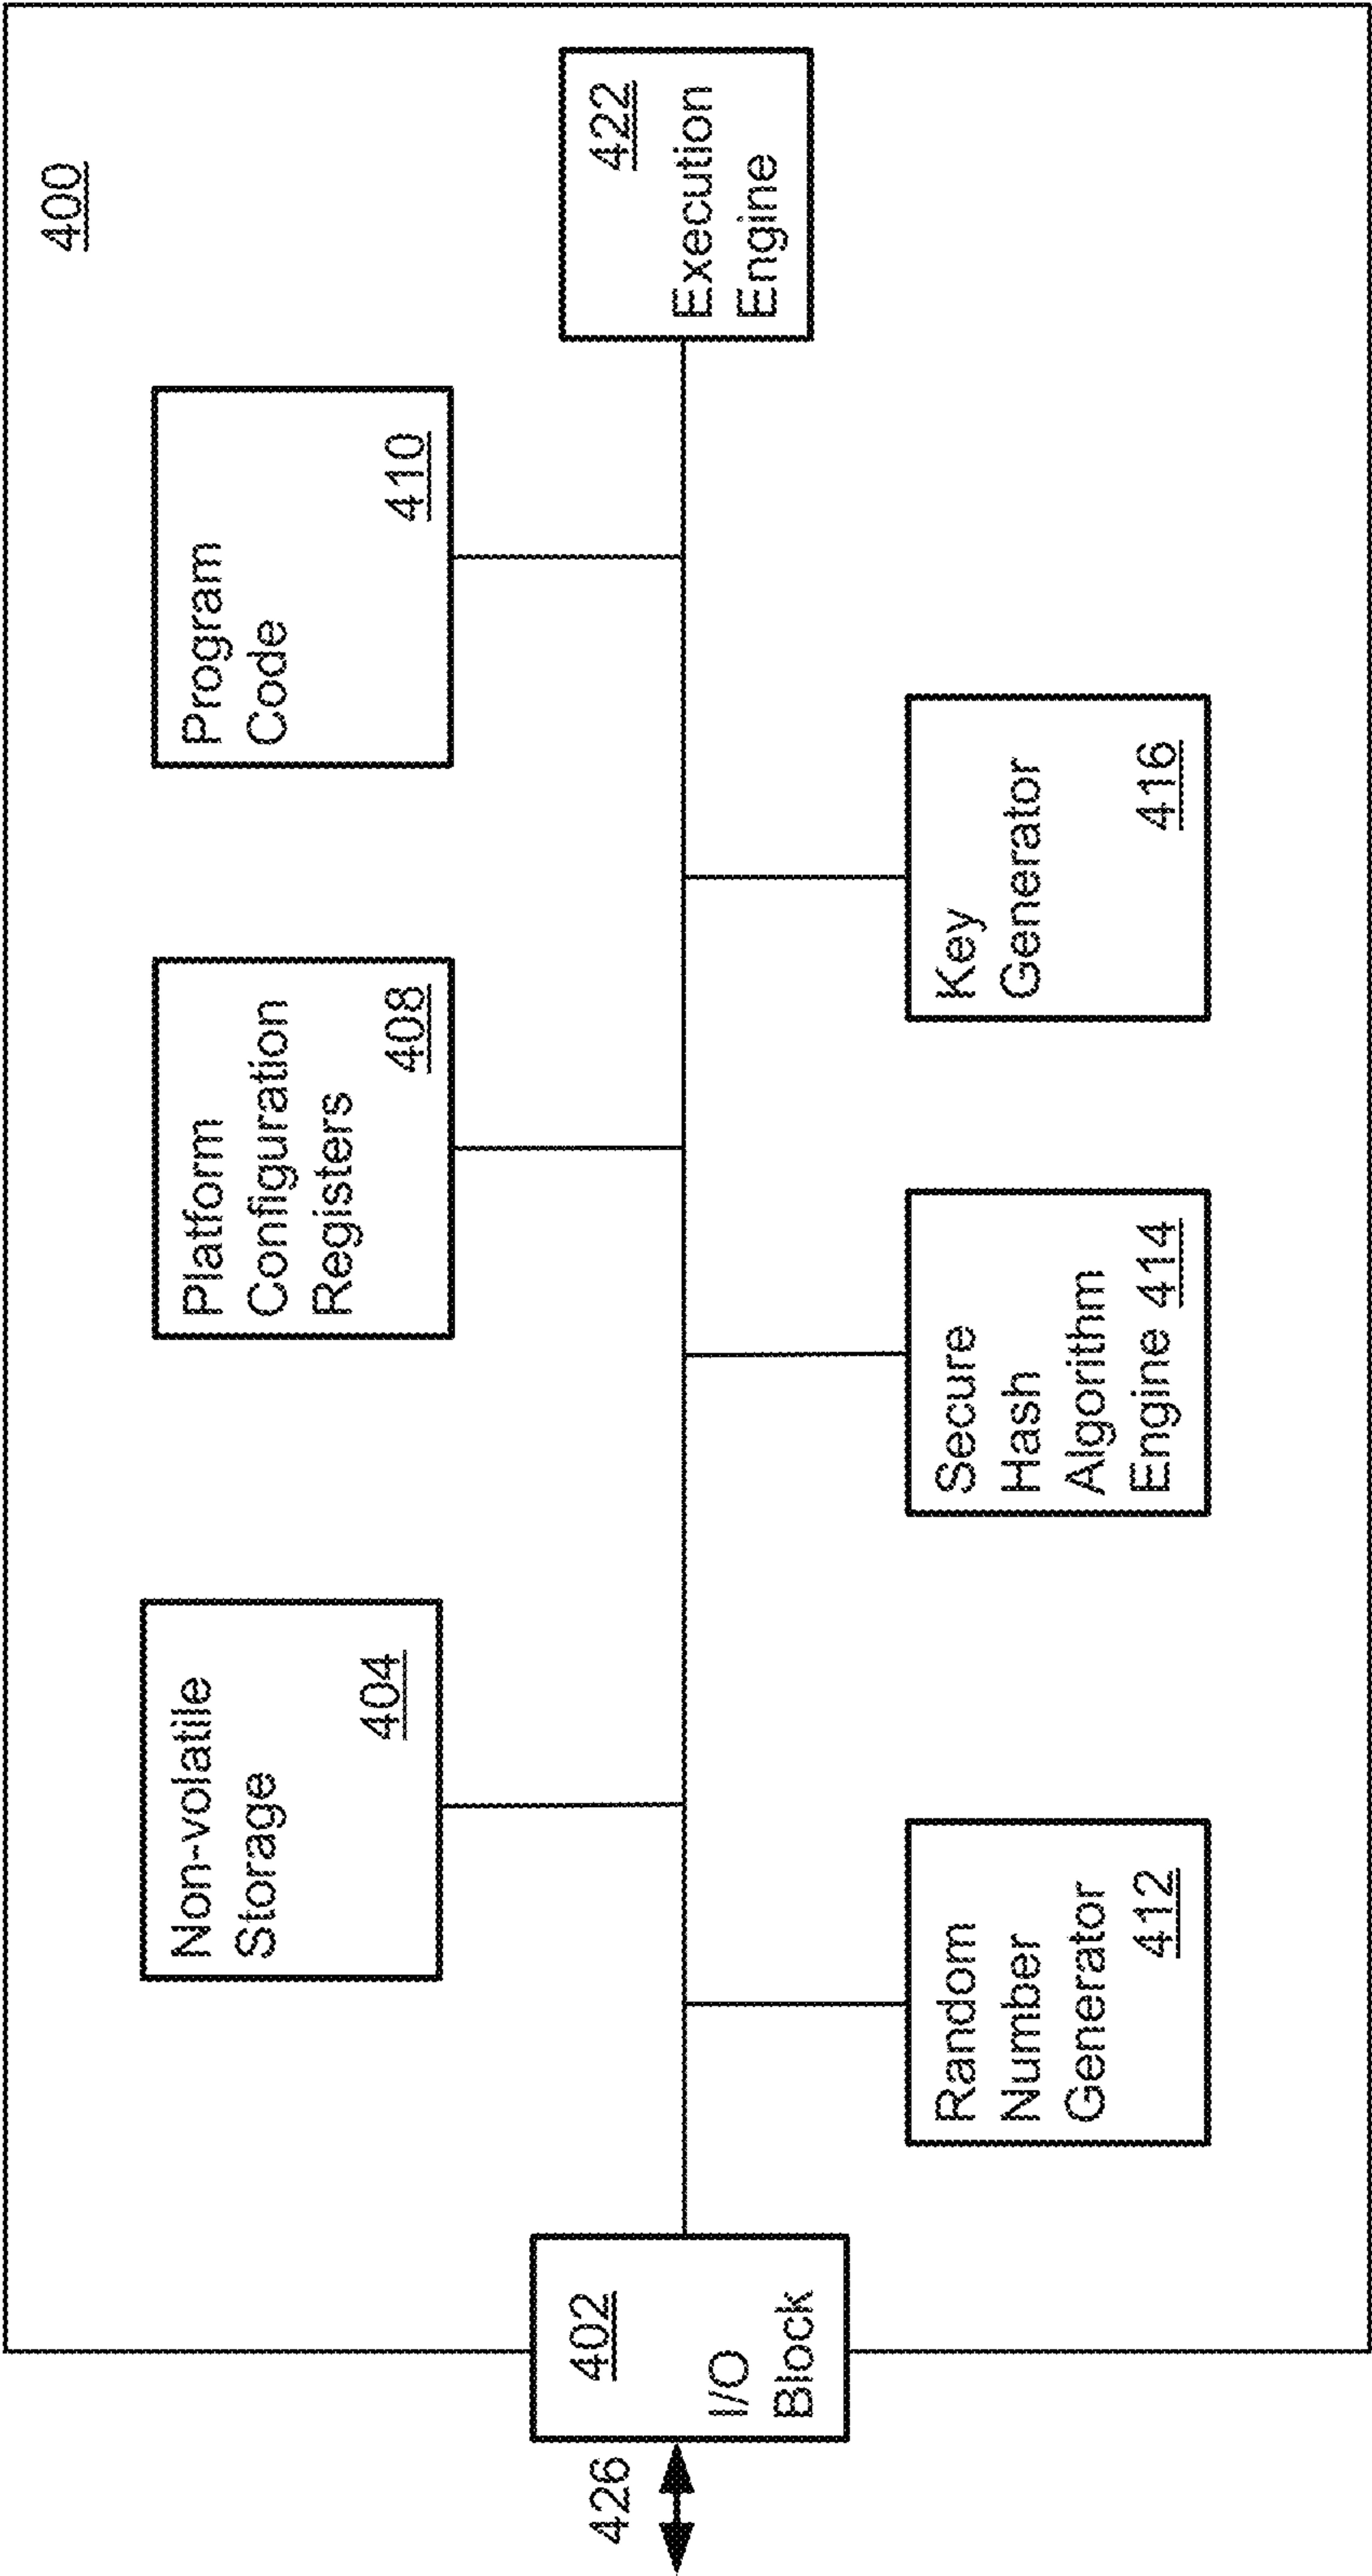 400
Non-volatile
Storage
404
Platform
Configuration
Registers
408
Program
Code
410
426
402
I/O
Block
422
Execution
Engine
Random
Number
Generator
412
Secure
Hash
Algorithm
Engine 414
Key
Generator
416